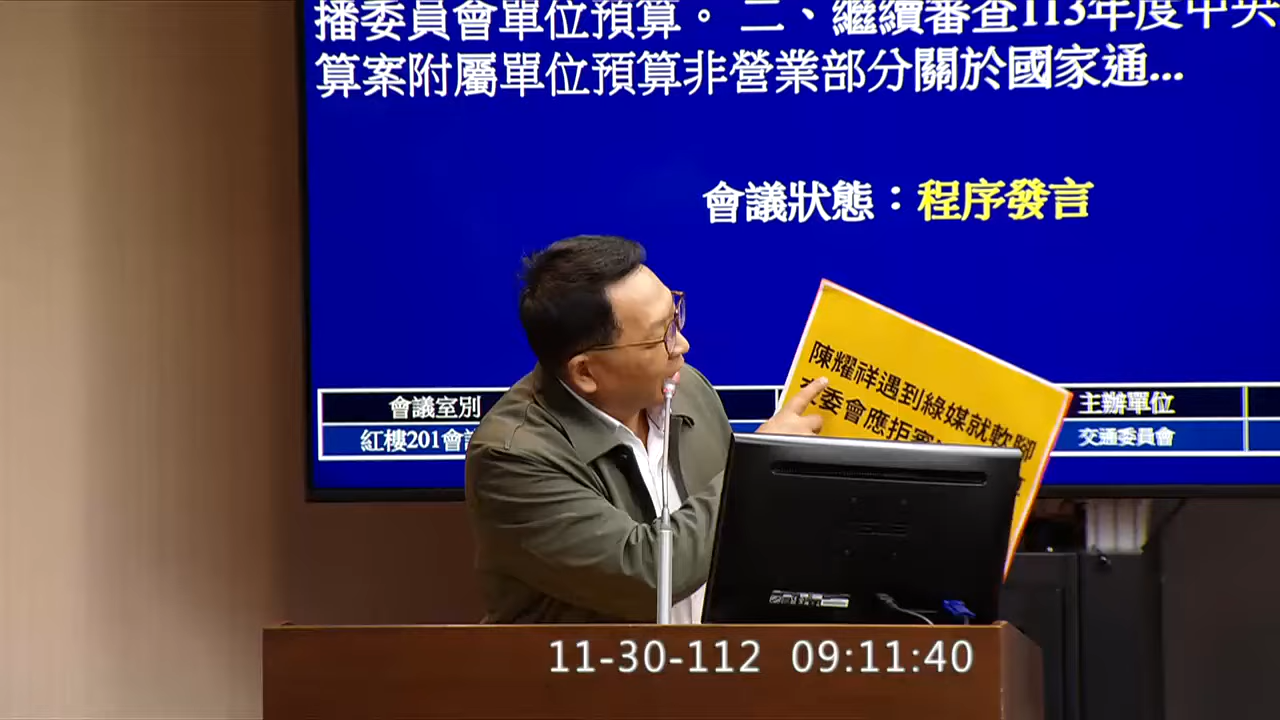 播委員會單位預算。二、繼續審查113年度中央
算案附屬單位預算非營業部分關於國家通...
會議狀態：程序發言
陳耀祥遇到綠媒就軟腳
交委會應拒審
會議室別
主辦單位
紅樓201會
交通委員會
11-30-112 09:11:40